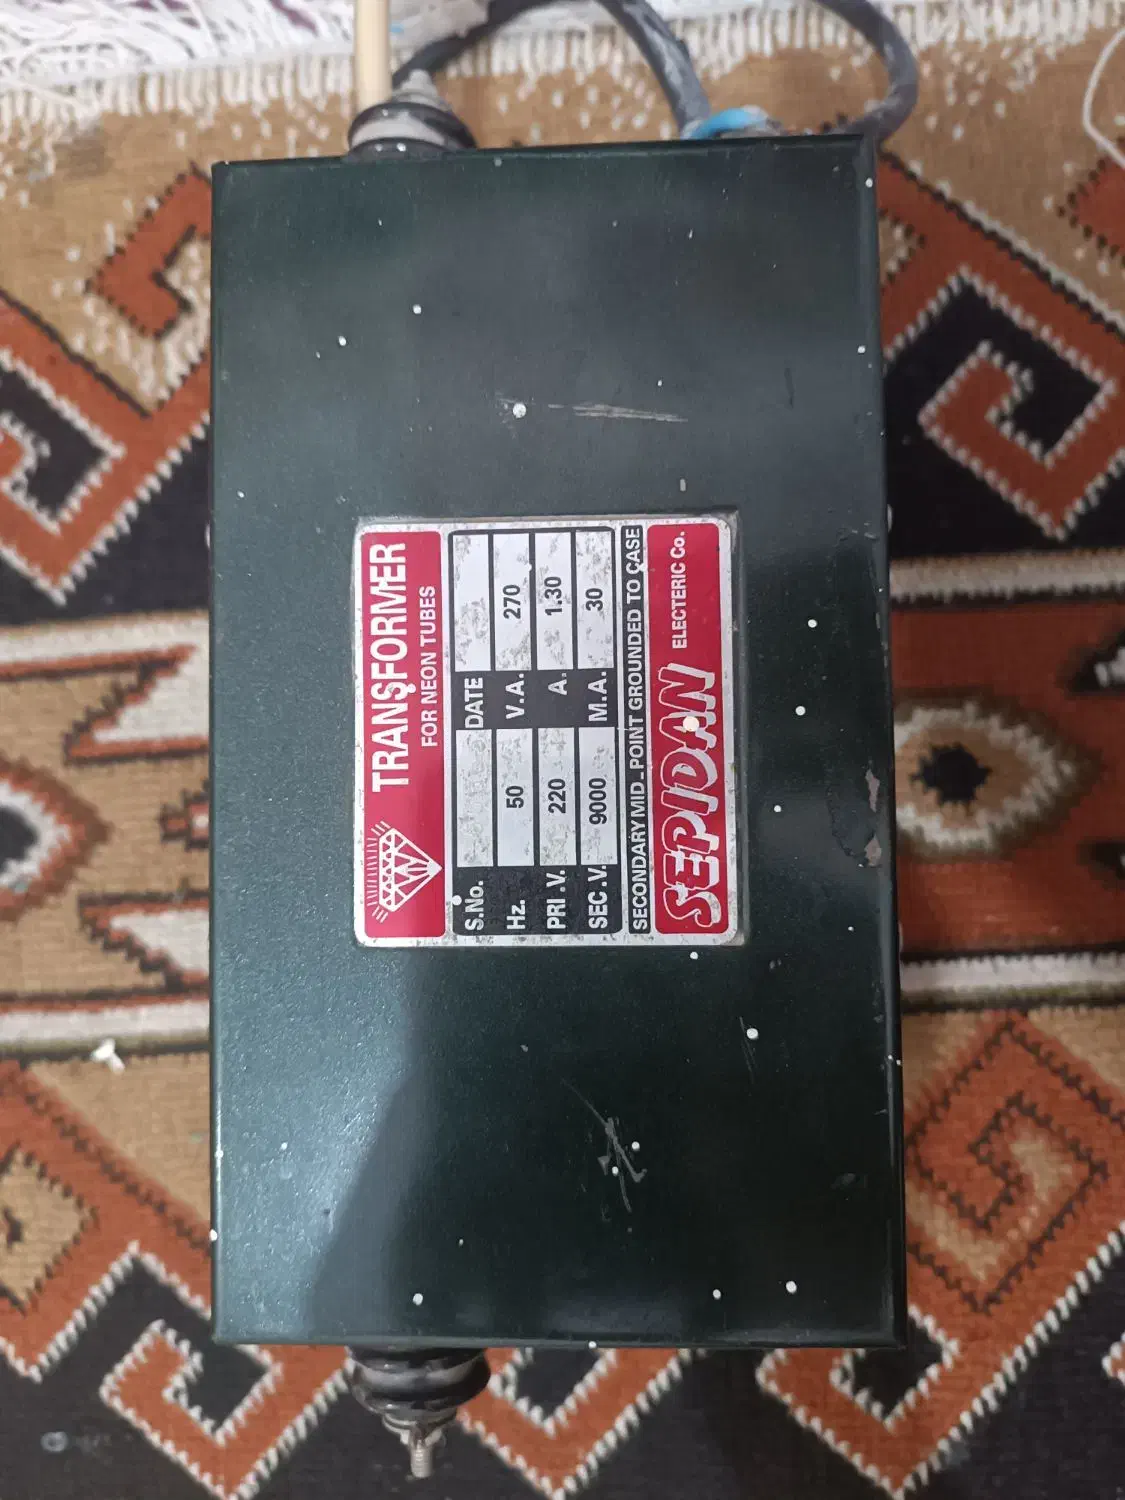 TRANSFORMER
FOR NEON TUBES
S.No. DATE
Hz. 50 V.A. 270
PRI.V. 220 A. 1.30
SEC.V. 9000 M.A. 30
SECONDARY MID_POINT GROUNDED TO CASE
SEPIDAN ELECTERIC Co.